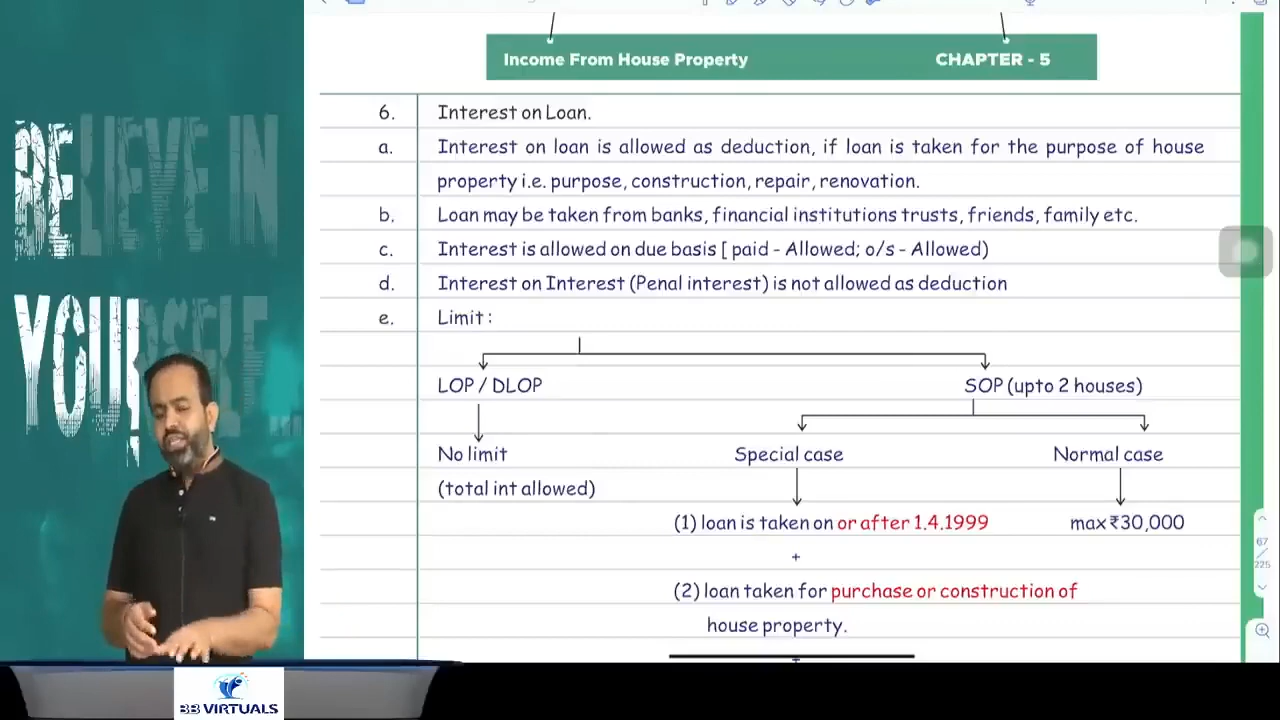 BELIEVE IN
YOURSELF
Income From House Property CHAPTER - 5
6. Interest on Loan.
a. Interest on loan is allowed as deduction, if loan is taken for the purpose of house
property i.e. purpose, construction, repair, renovation.
b. Loan may be taken from banks, financial institutions trusts, friends, family etc.
c. Interest is allowed on due basis [ paid - Allowed; o/s - Allowed)
d. Interest on Interest (Penal interest) is not allowed as deduction
e. Limit :
LOP / DLOP SOP (upto 2 houses)
No limit Special case Normal case
(total int allowed)
(1) loan is taken on or after 1.4.1999 max ₹30,000
+
(2) loan taken for purchase or construction of
house property.
+
67
225
BB VIRTUALS